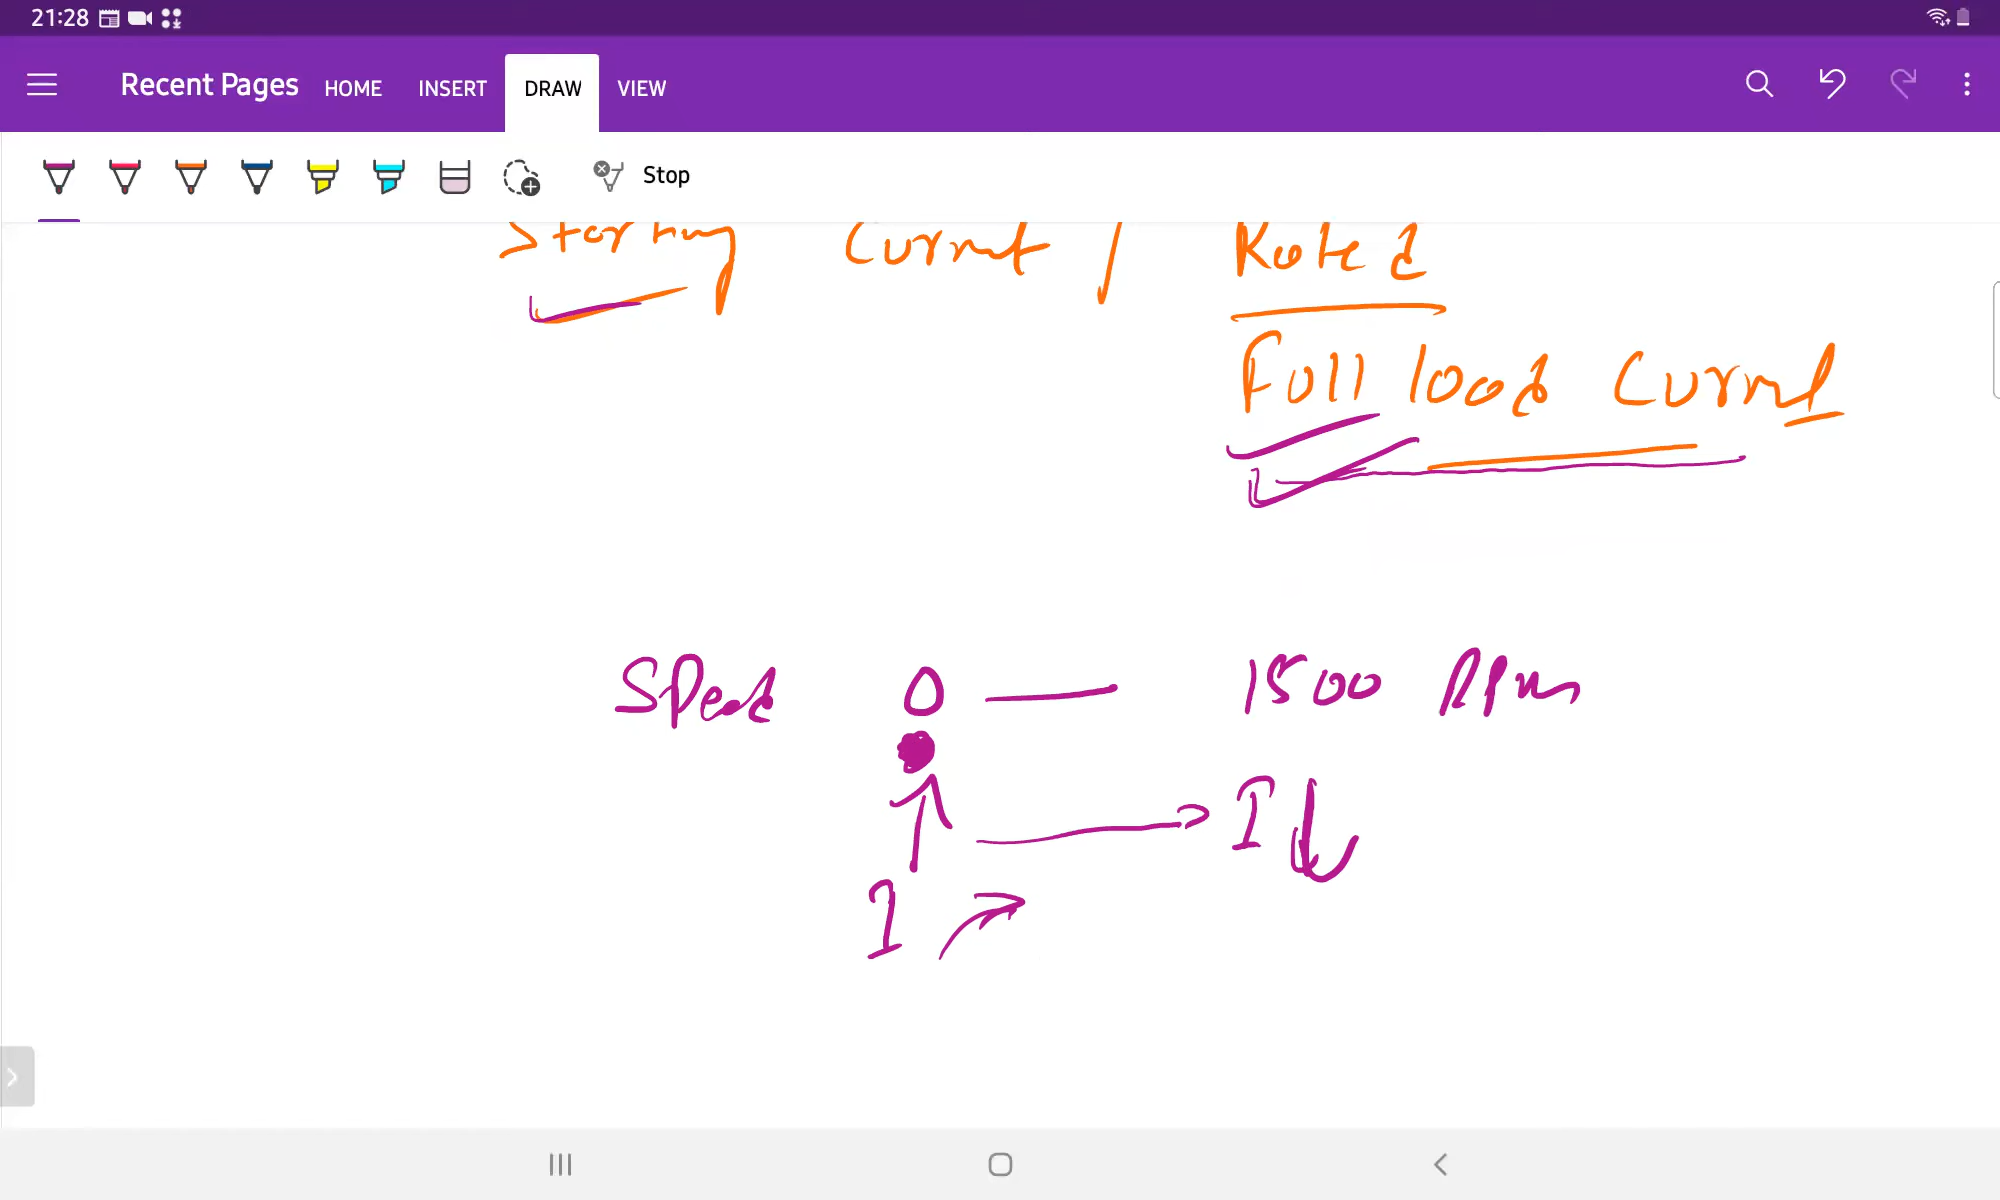 21:28
Recent Pages HOME INSERT DRAW VIEW
Stop
Starting Current / Rated
Full load Current
Speed 0 — 1500 RPM
I
I